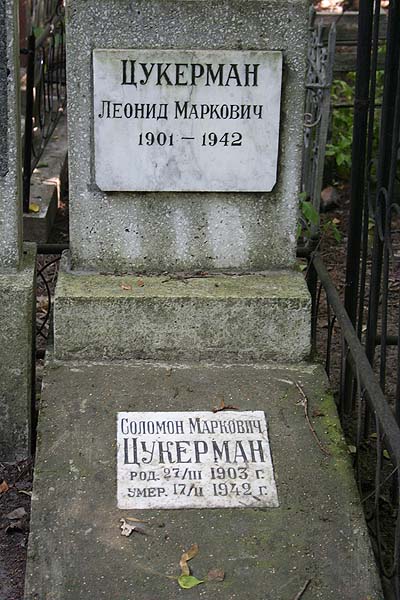 Цукерман
Леонид Маркович
1901 – 1942
Соломон Маркович
Цукерман
род. 27/III 1903 г.
умер. 17/II 1942 г.